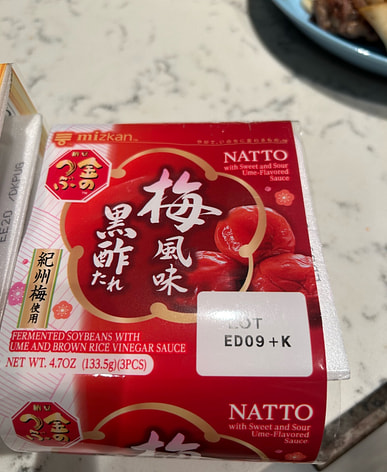 mizkan
金の
つぶ
NATTO
with Sweet and Sour
Ume-Flavored
Sauce
梅風味
黒酢たれ
紀州梅使用
LOT
ED09+K
FERMENTED SOYBEANS WITH
UME AND BROWN RICE VINEGAR SAUCE
NET WT. 4.7OZ (133.5g)(3PCS)
金の
つぶ
梅
NATTO
with Sweet and Sour
Ume-Flavored
Sauce